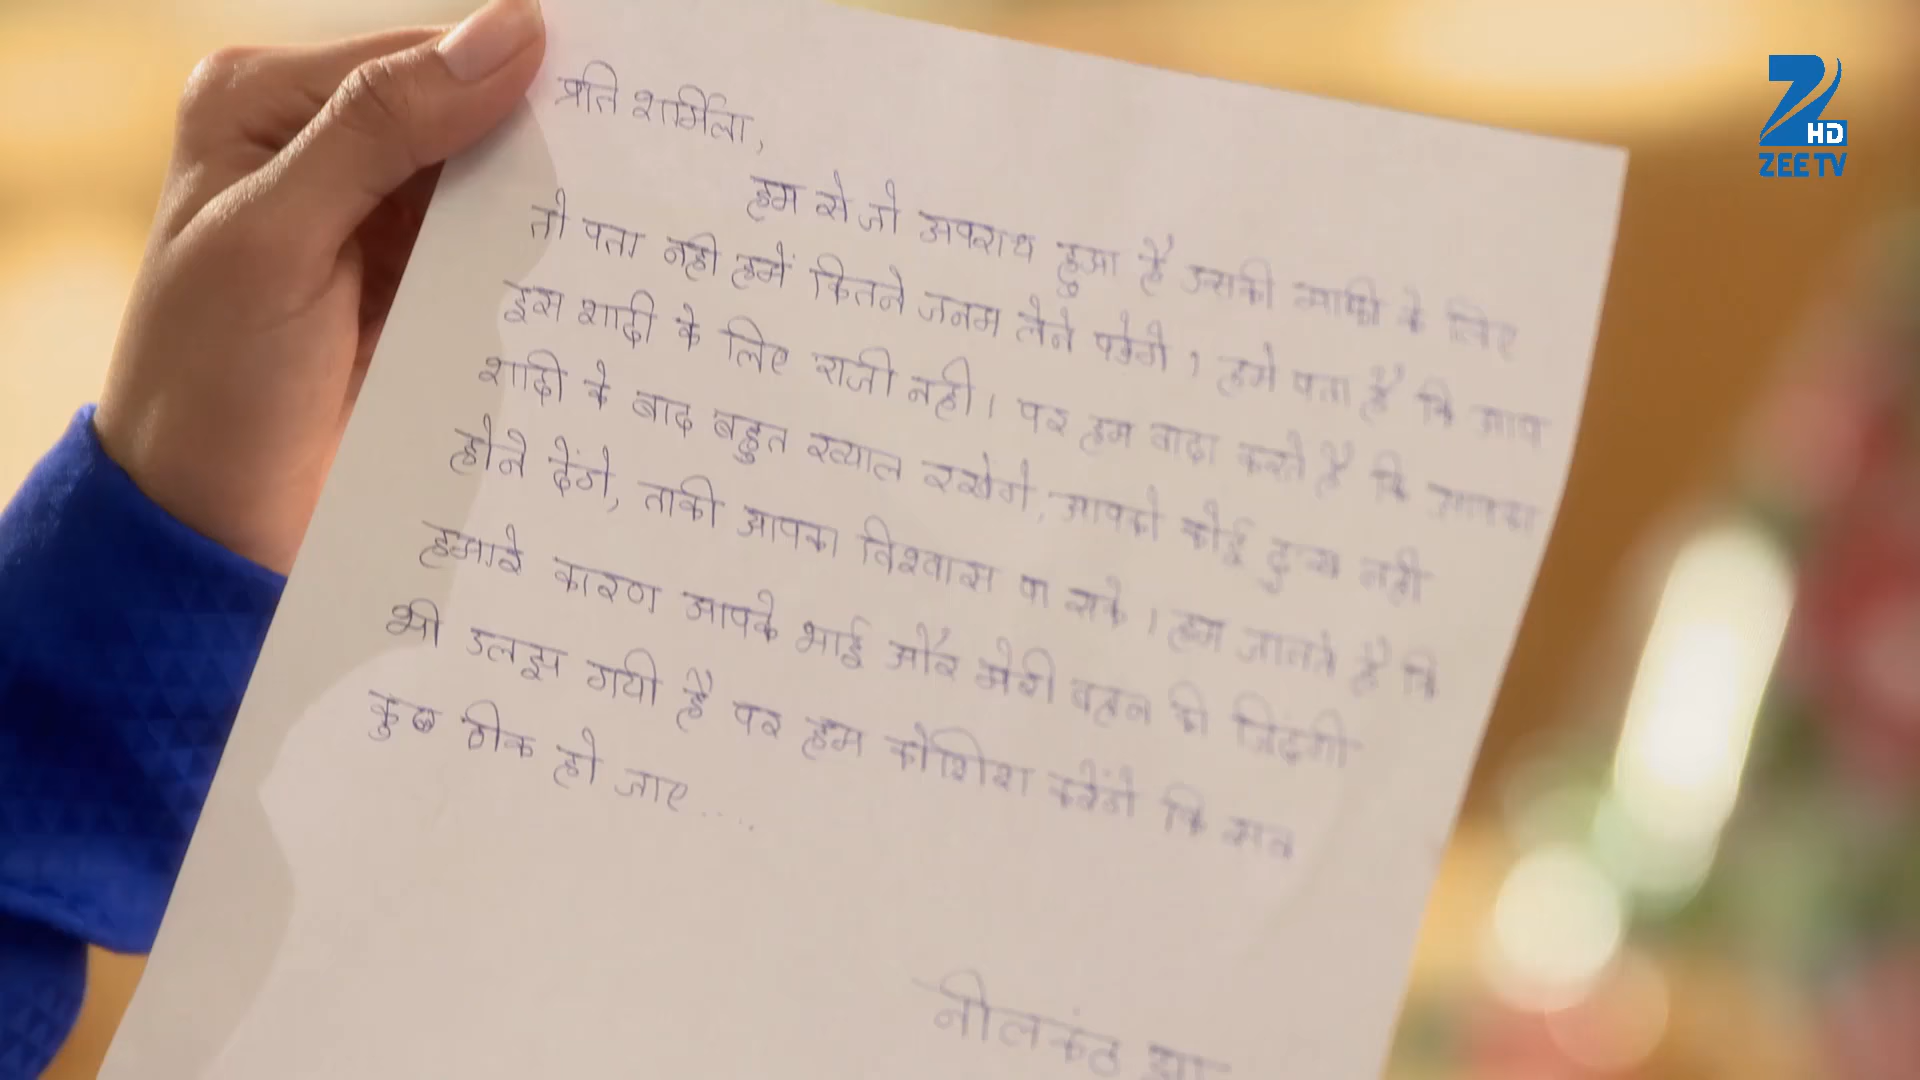 प्रति शर्मिला,
हम से जो अपराध हुआ है उसकी माफी के लिए
तो पता नही हमें कितने जनम लेने पडेगे । हमे पता है कि आप
इस शादी के लिए राजी नही । पर हम वादा करते है कि आपका
शादी के बाद बहुत ख्याल रखेगे, आपको कोई दुःख नही
होने देंगे, ताकी आपका विश्वास पा सके । हम जानते है कि
हमारे कारण आपके भाई और मेरी बहन की जिंदगी
भी उलझ गयी है पर हम कोशिश करेंगे कि सब
कुछ ठीक हो जाए ....
नीलकंठ झा
HD
ZEE TV